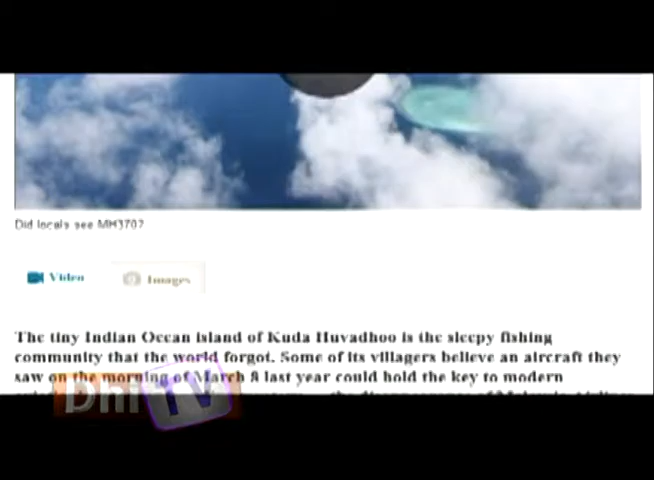 Did locals see MH370?
Video
Images
The tiny Indian Ocean island of Kuda Huvadhoo is the sleepy fishing
community that the world forgot. Some of its villagers believe an aircraft they
saw on the morning of March 8 last year could hold the key to modern
Dhi TV